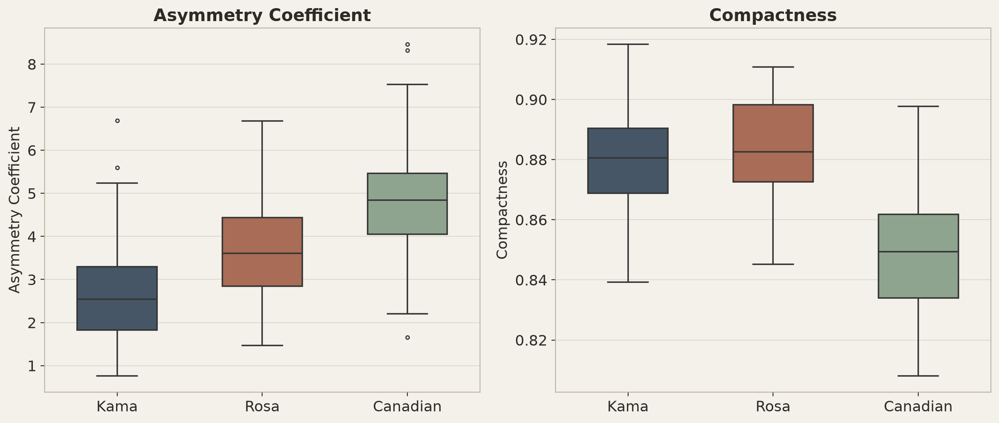 Asymmetry Coefficient
Asymmetry Coefficient
8
7
6
5
4
3
2
1
Kama Rosa Canadian
Compactness
Compactness
0.92
0.90
0.88
0.86
0.84
0.82
Kama Rosa Canadian